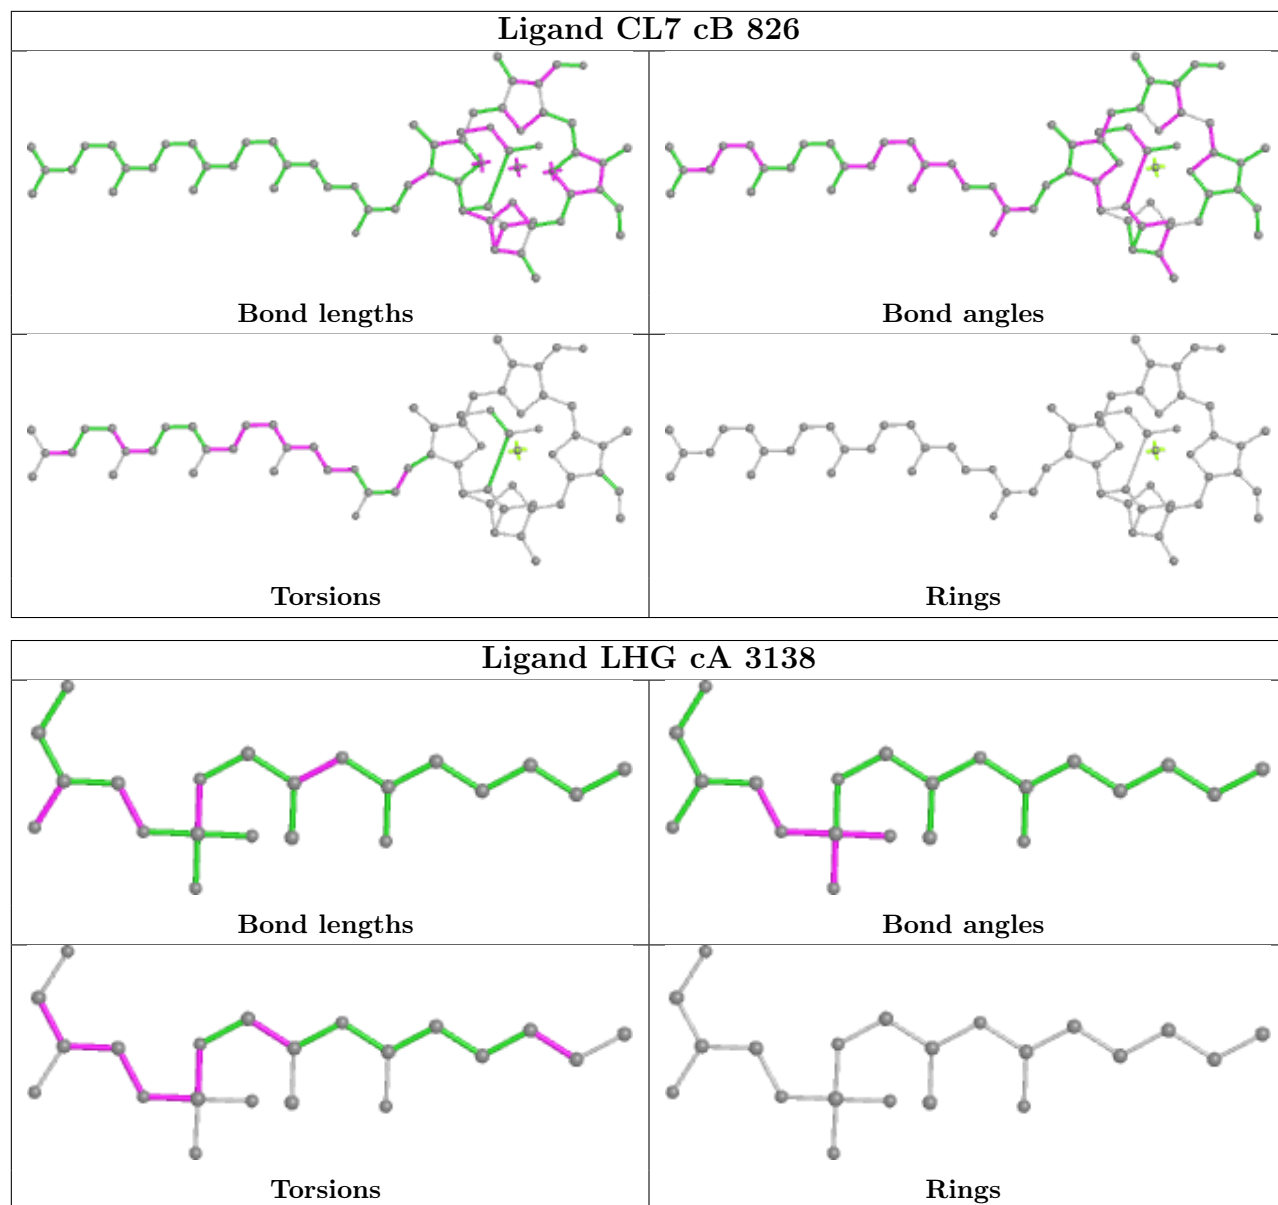 Ligand CL7 cB 826
Bond lengths
Bond angles
Torsions
Rings
Ligand LHG cA 3138
Bond lengths
Bond angles
Torsions
Rings